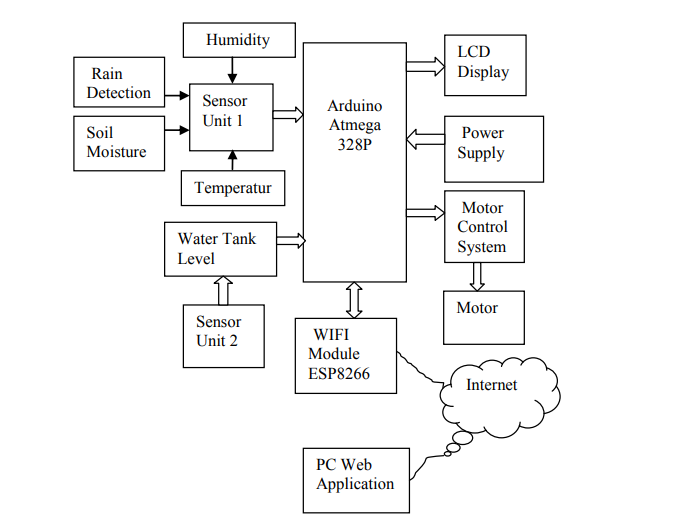 Humidity
Rain
Detection
Sensor
Unit 1
Soil
Moisture
Temperatur
Water Tank
Level
Sensor
Unit 2
Arduino
Atmega
328P
WIFI
Module
ESP8266
LCD
Display
Power
Supply
Motor
Control
System
Motor
Internet
PC Web
Application